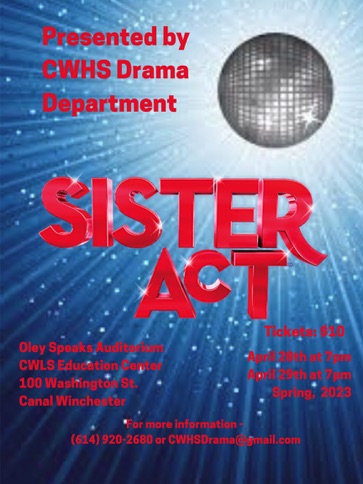 Presented by
CWHS Drama
Department
SISTER
ACT
Tickets: $10
Oley Speaks Auditorium
CWLS Education Center
100 Washington St.
Canal Winchester
April 28th at 7pm
April 29th at 7pm
Spring, 2023
For more information -
(614) 920-2680 or CWHSDrama@gmail.com